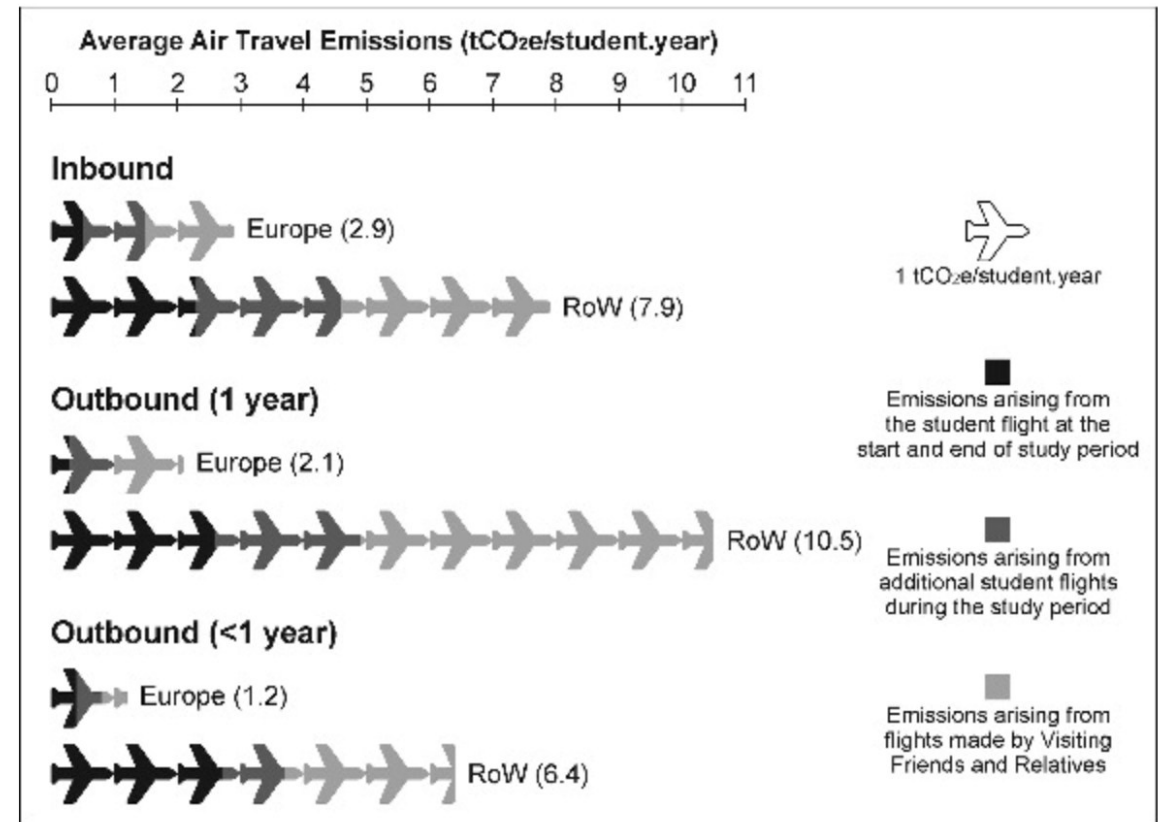 Average Air Travel Emissions (tCO₂e/student.year)
0 1 2 3 4 5 6 7 8 9 10 11
Inbound
Europe (2.9)
RoW (7.9)
Outbound (1 year)
Europe (2.1)
RoW (10.5)
Outbound (<1 year)
Europe (1.2)
RoW (6.4)
1 tCO₂e/student.year
Emissions arising from
the student flight at the
start and end of study period
Emissions arising from
additional student flights
during the study period
Emissions arising from
flights made by Visiting
Friends and Relatives